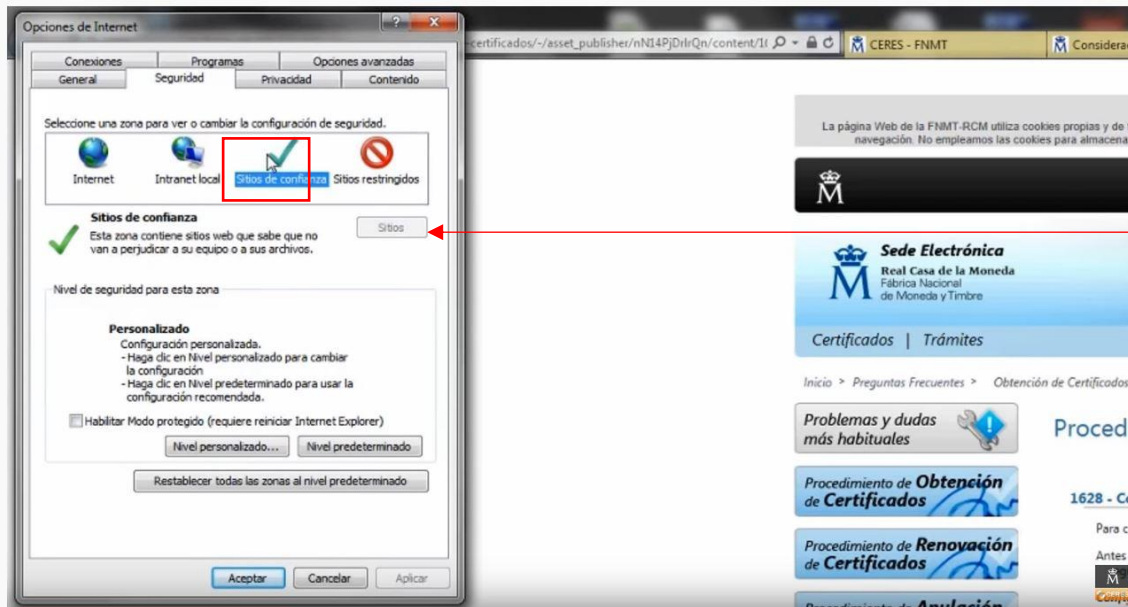 Opciones de Internet
Conexiones Programas Opciones avanzadas
General Seguridad Privacidad Contenido
Seleccione una zona para ver o cambiar la configuración de seguridad.
Internet Intranet local Sitios de confianza Sitios restringidos
Sitios de confianza
Esta zona contiene sitios web que sabe que no
van a perjudicar a su equipo o a sus archivos.
Sitios
Nivel de seguridad para esta zona
Personalizado
Configuración personalizada.
- Haga clic en Nivel personalizado para cambiar
la configuración
- Haga clic en Nivel predeterminado para usar la
configuración recomendada.
Habilitar Modo protegido (requiere reiniciar Internet Explorer)
Nivel personalizado... Nivel predeterminado
Restablecer todas las zonas al nivel predeterminado
Aceptar Cancelar Aplicar
-certificados/-/asset_publisher/nN14PjDrIrQn/content/1
CERES - FNMT
Considera
La página Web de la FNMT-RCM utiliza cookies propias y de
navegación. No empleamos las cookies para almacena
M
Sede Electrónica
Real Casa de la Moneda
Fábrica Nacional
de Moneda y Timbre
Certificados | Trámites
Inicio > Preguntas Frecuentes > Obtención de Certificados
Problemas y dudas
más habituales
Procedimiento de Obtención
de Certificados
Procedimiento de Renovación
de Certificados
Procedimiento de Anulación
Proced
1628 - C
Para c
Antes